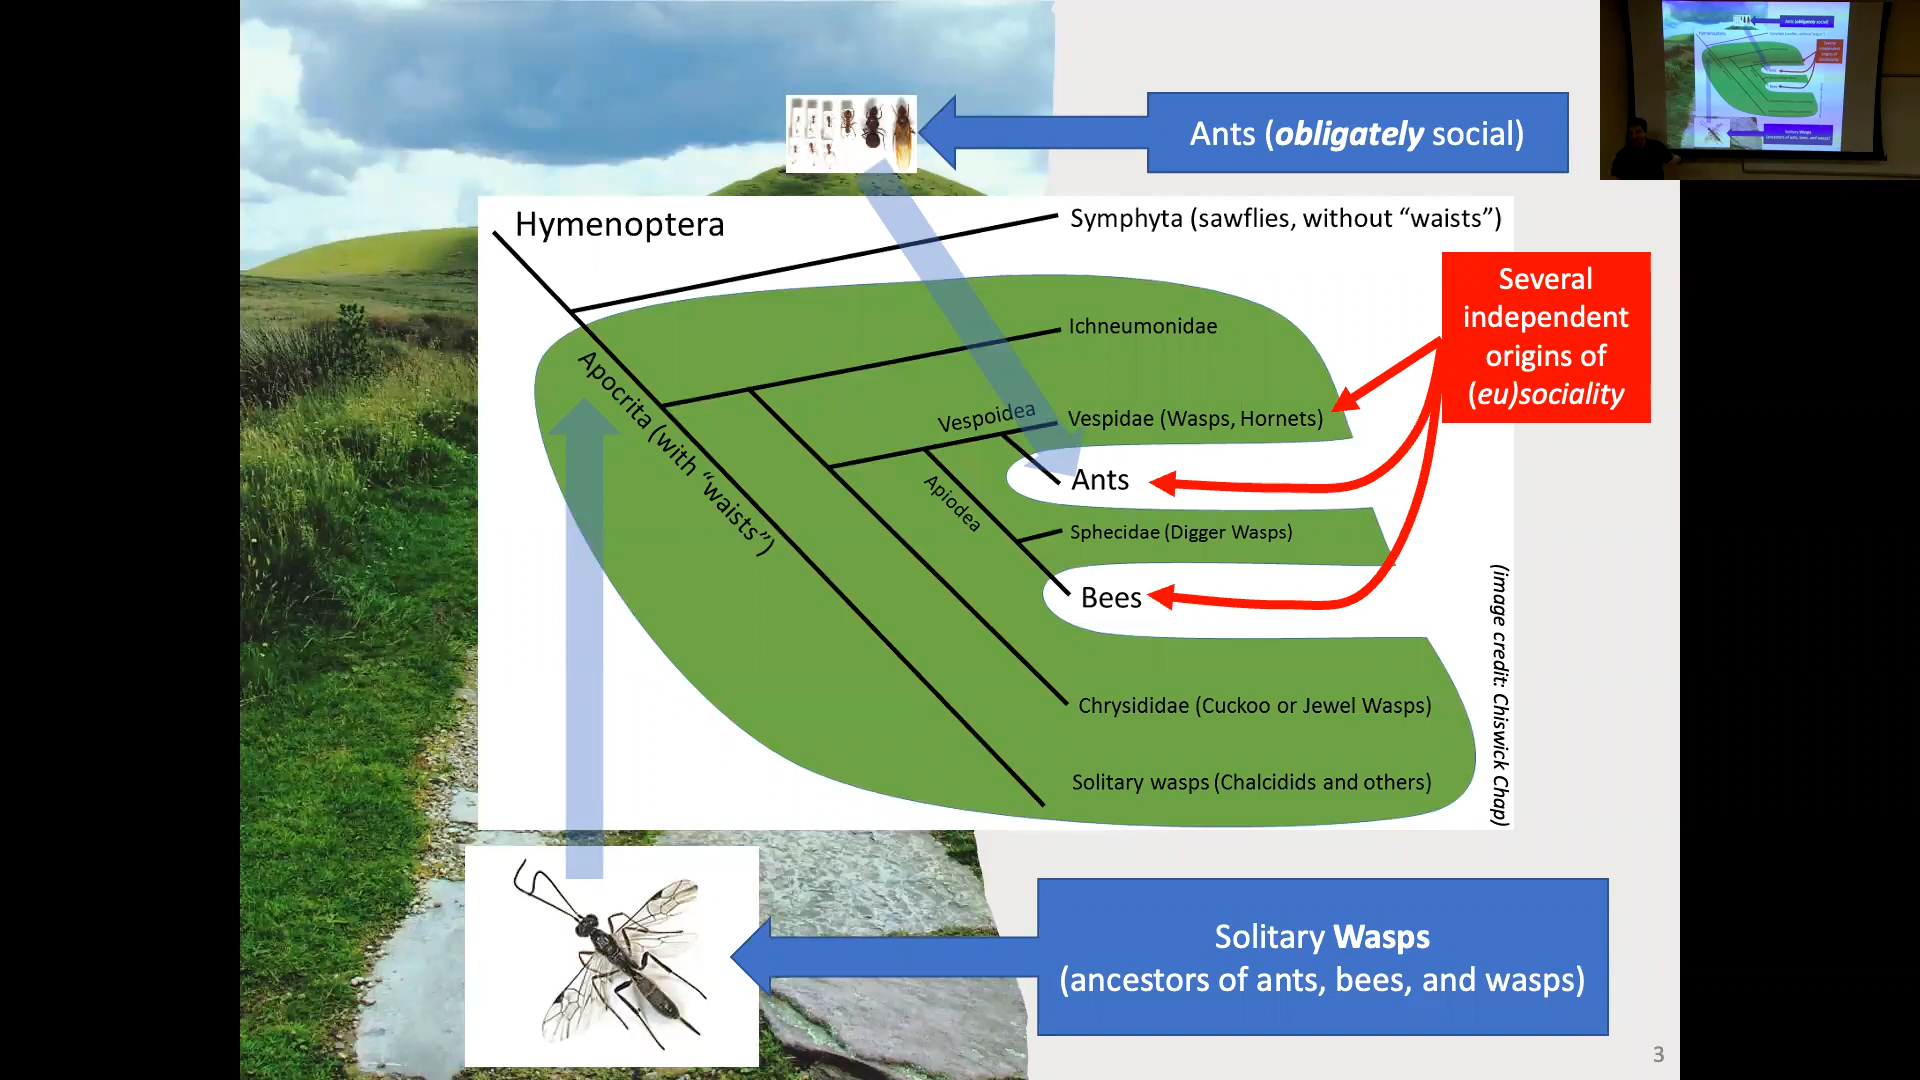 Ants (obligately social)
Hymenoptera
Symphyta (sawflies, without “waists”)
Several
independent
origins of
(eu)sociality
Ichneumonidae
Apocrita (with “waists”)
Vespoidea
Vespidae (Wasps, Hornets)
Ants
Apiodea
Sphecidae (Digger Wasps)
Bees
(image credit: Chiswick Chap)
Chrysididae (Cuckoo or Jewel Wasps)
Solitary wasps (Chalcidids and others)
Solitary Wasps
(ancestors of ants, bees, and wasps)
3